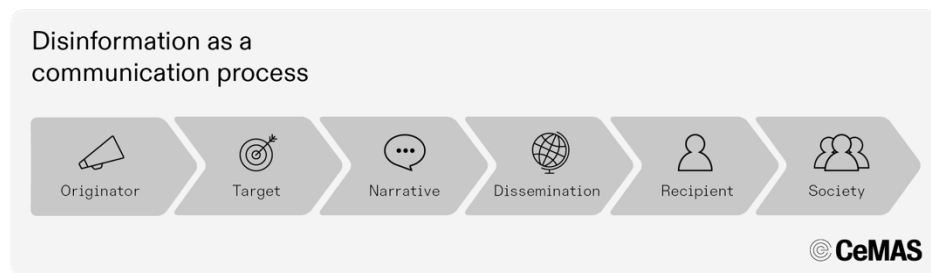 Disinformation as a
communication process
Originator
Target
Narrative
Dissemination
Recipient
Society
CeMAS